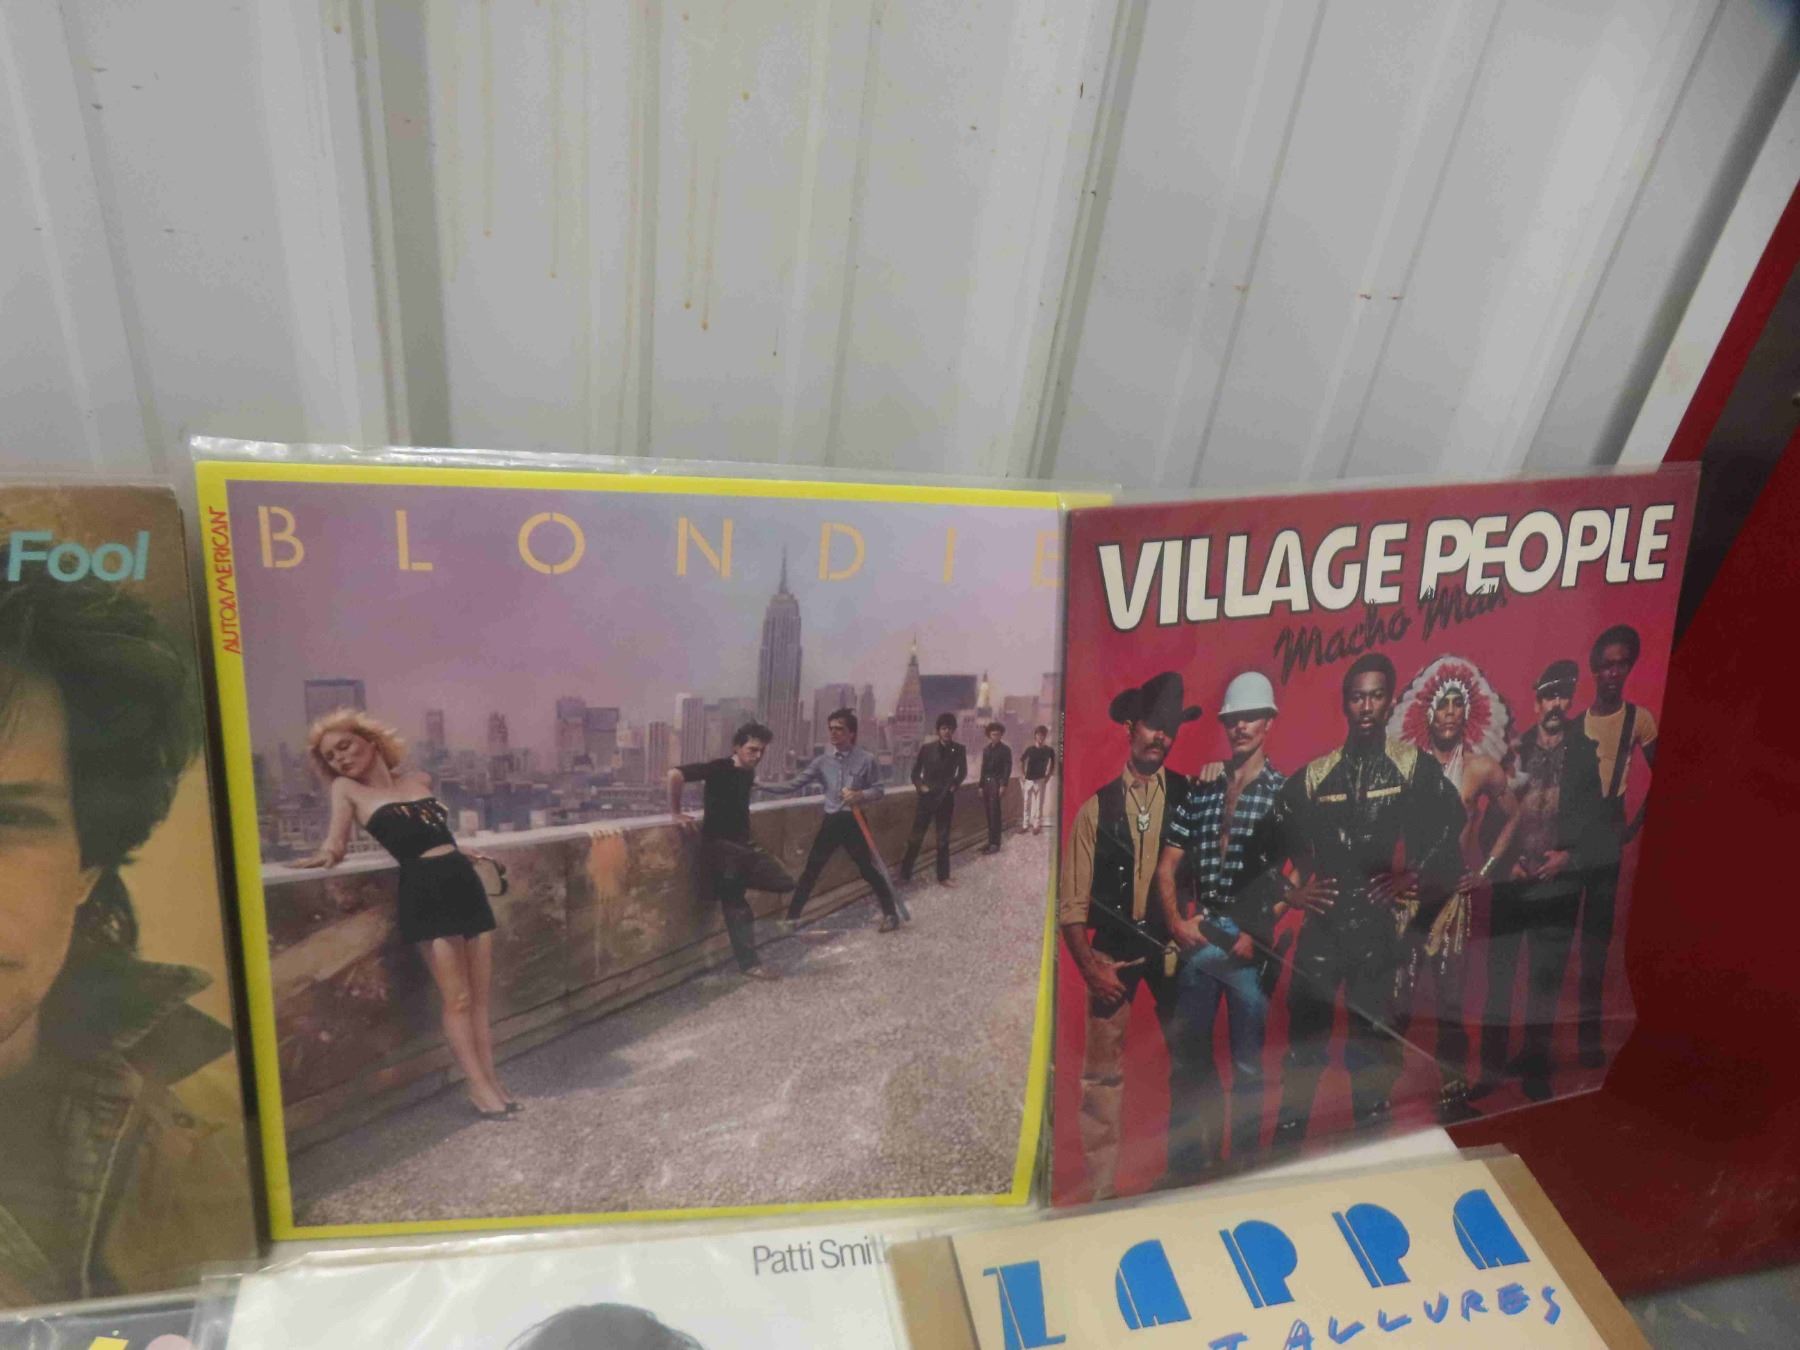 Fool
AUTOAMERICAN
BLONDIE
VILLAGE PEOPLE
Macho Man
Patti Smith
ZAPPA
ALLURES